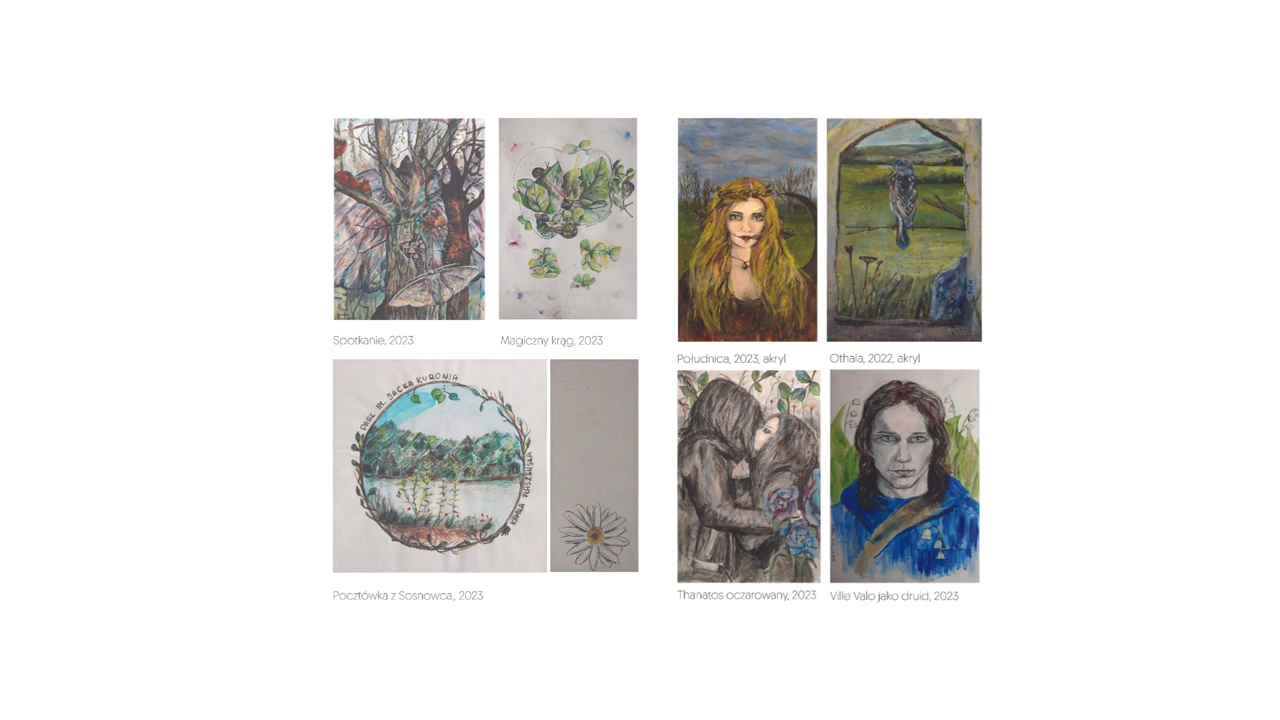 Spotkanie, 2023
Magiczny krąg, 2023
PARK IM. JACKA KURONIA
Pocztówka z Sosnowca,, 2023
Południca, 2023, akryl
Othala, 2022, akryl
Thanatos oczarowany, 2023
Ville Valo jako druid, 2023